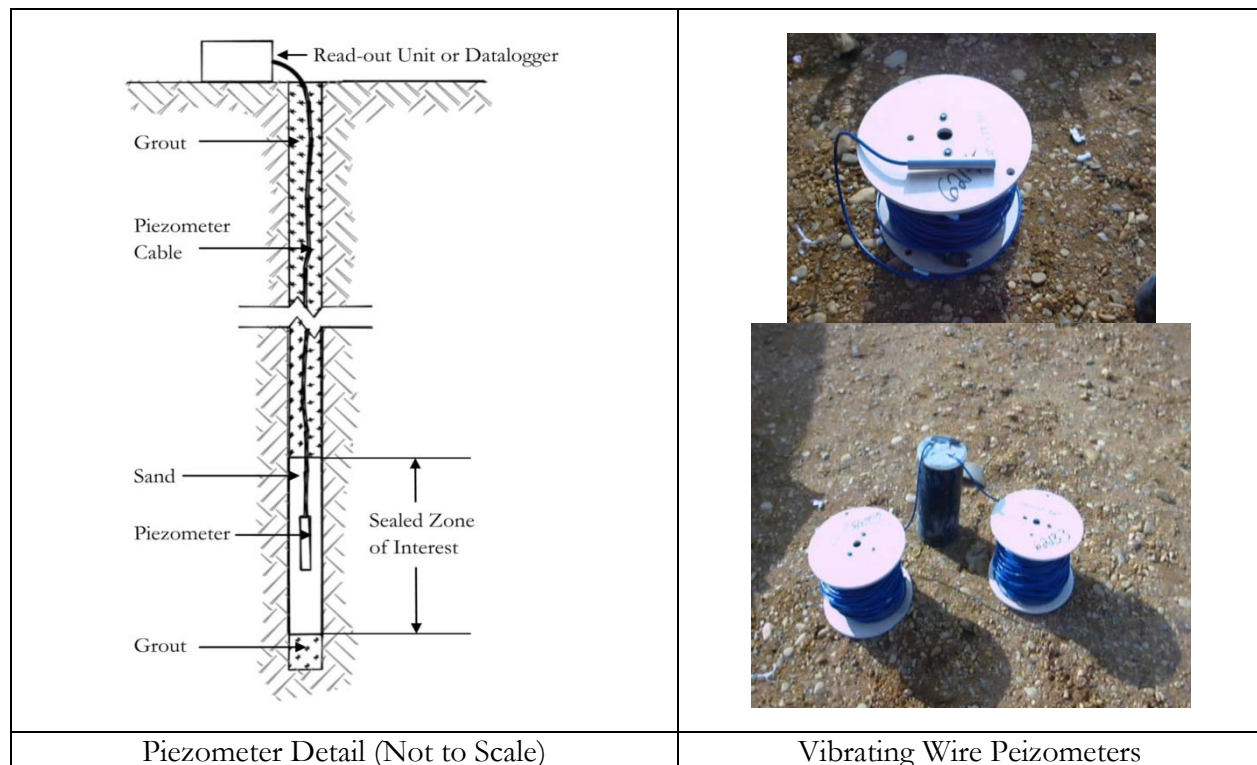 Read-out Unit or Datalogger
Grout
Piezometer
Cable
Sand
Piezometer
Sealed Zone
of Interest
Grout
Piezometer Detail (Not to Scale)
Vibrating Wire Peizometers